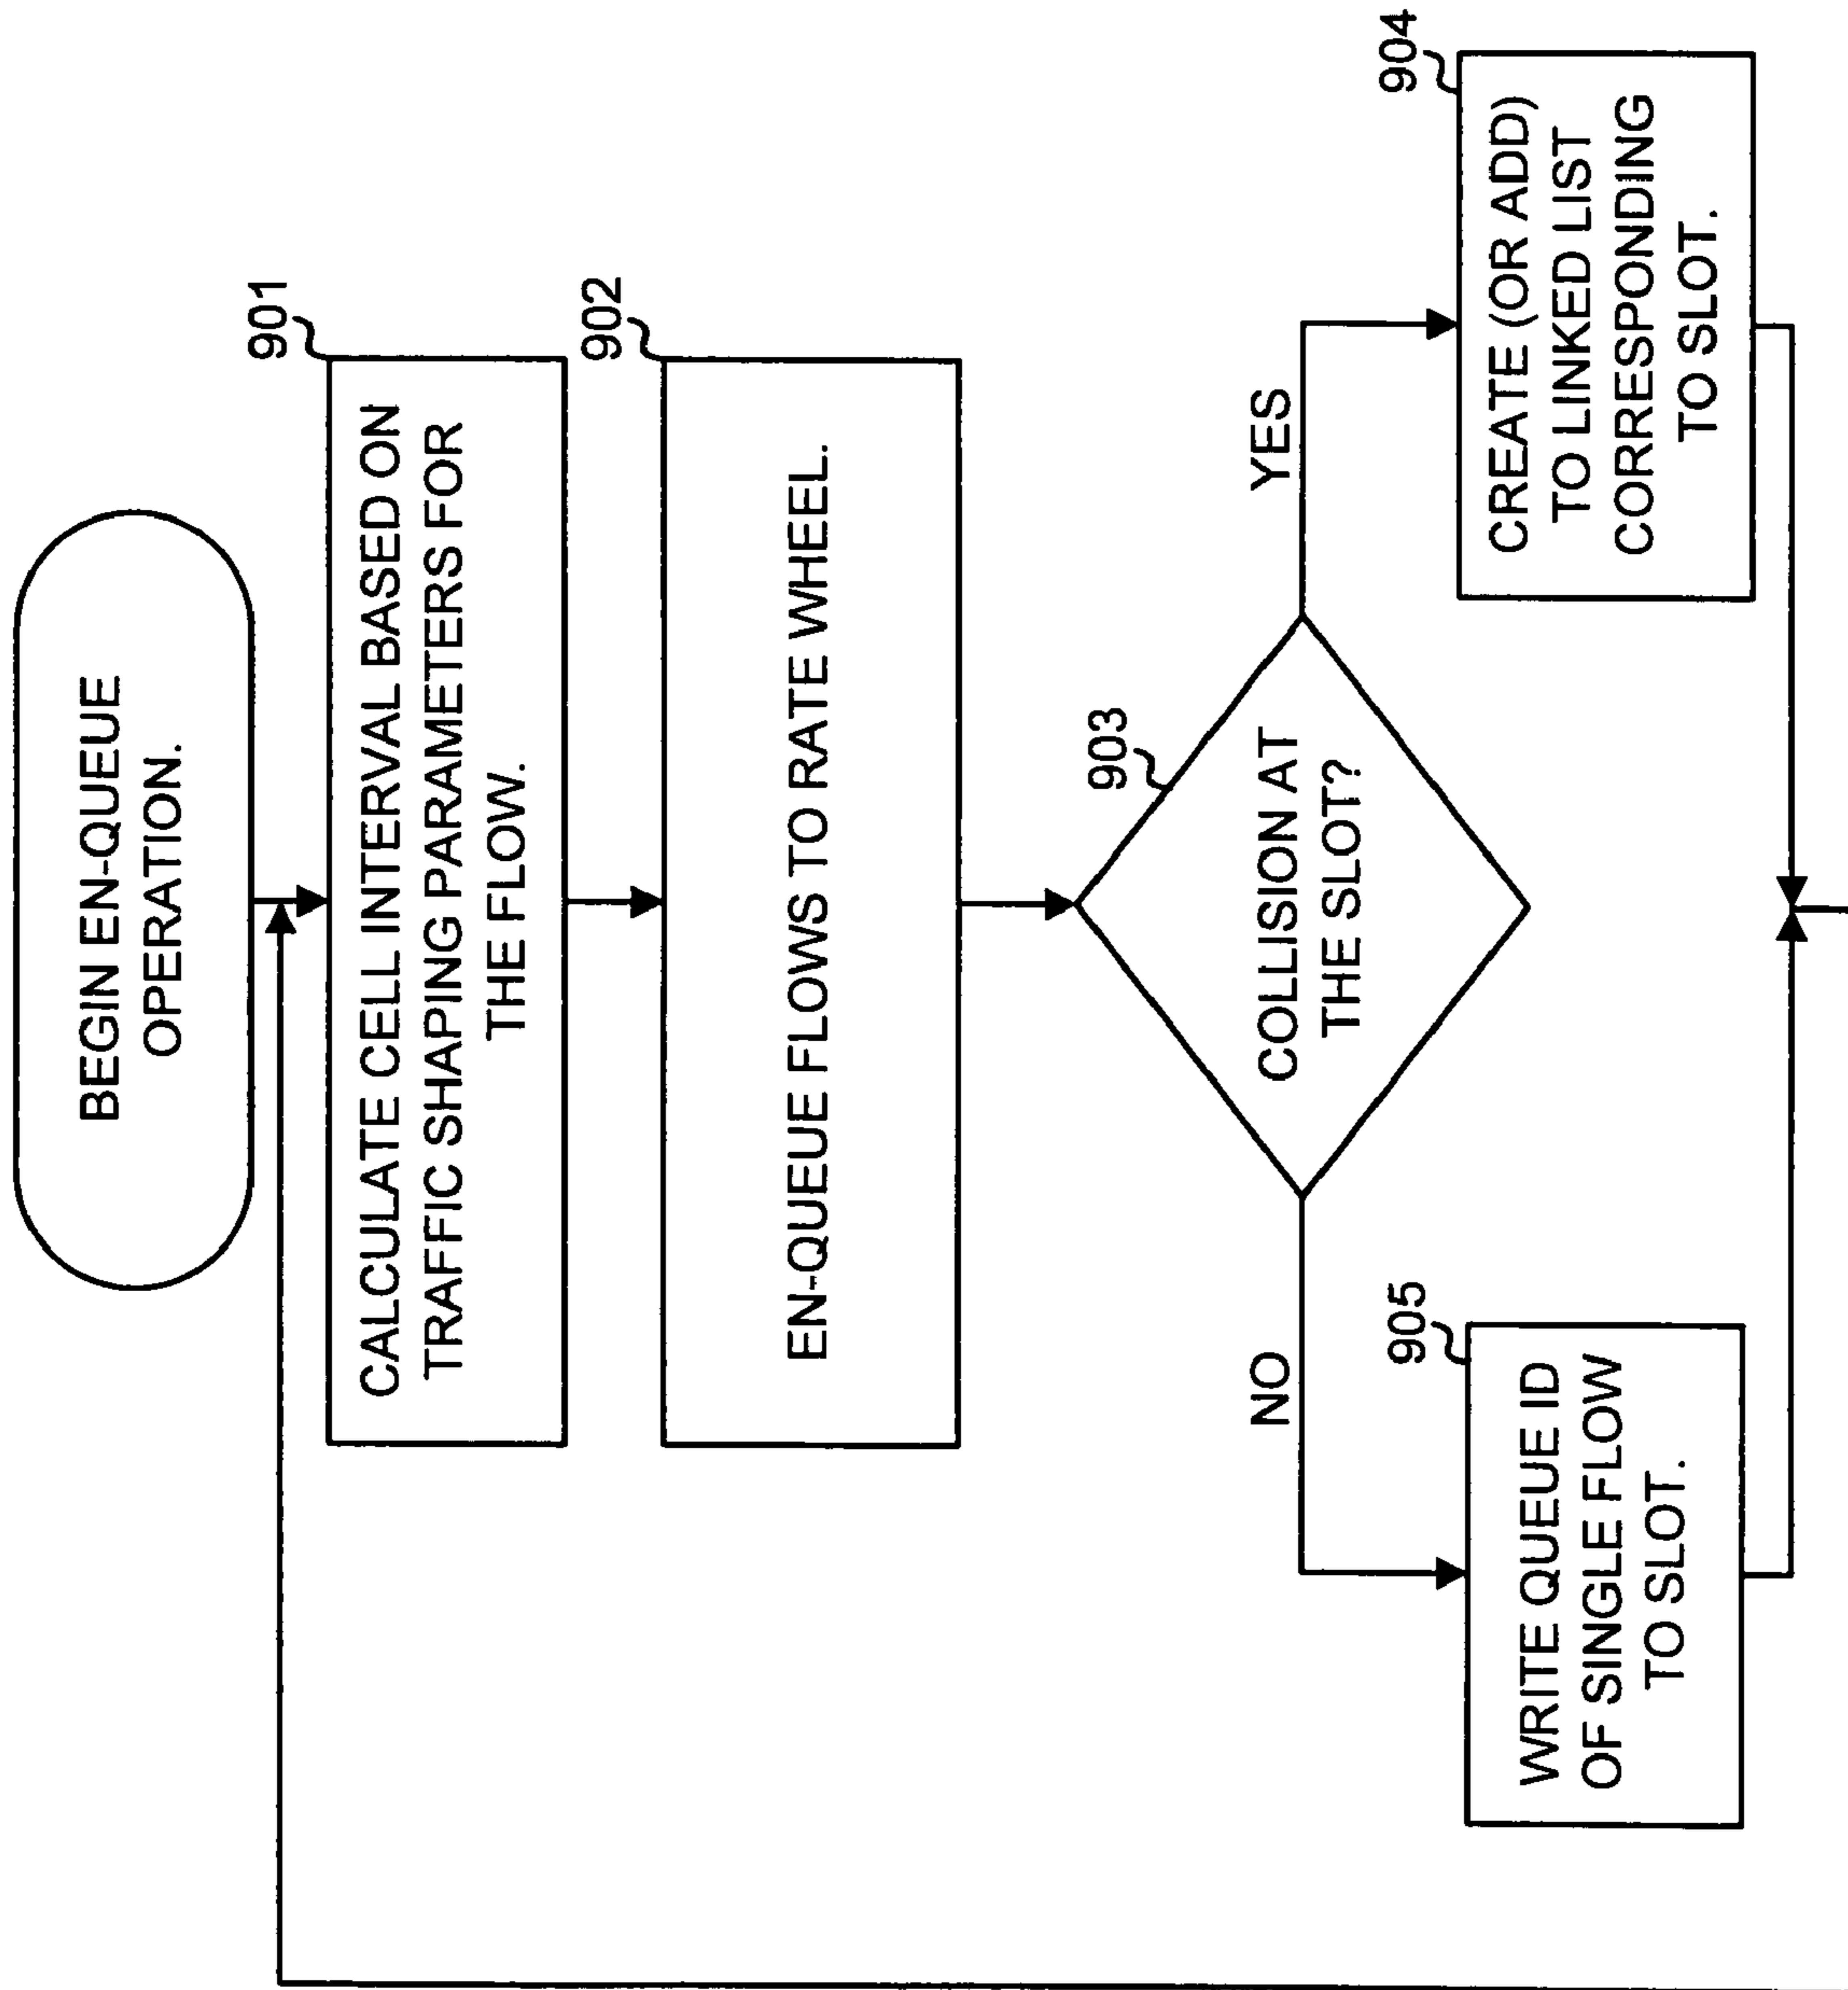 BEGIN EN-QUEUE
OPERATION.
901
CALCULATE CELL INTERVAL BASED ON
TRAFFIC SHAPING PARAMETERS FOR
THE FLOW.
902
EN-QUEUE FLOWS TO RATE WHEEL.
903
COLLISION AT
THE SLOT?
NO
YES
905
WRITE QUEUE ID
OF SINGLE FLOW
TO SLOT.
904
CREATE (OR ADD)
TO LINKED LIST
CORRESPONDING
TO SLOT.